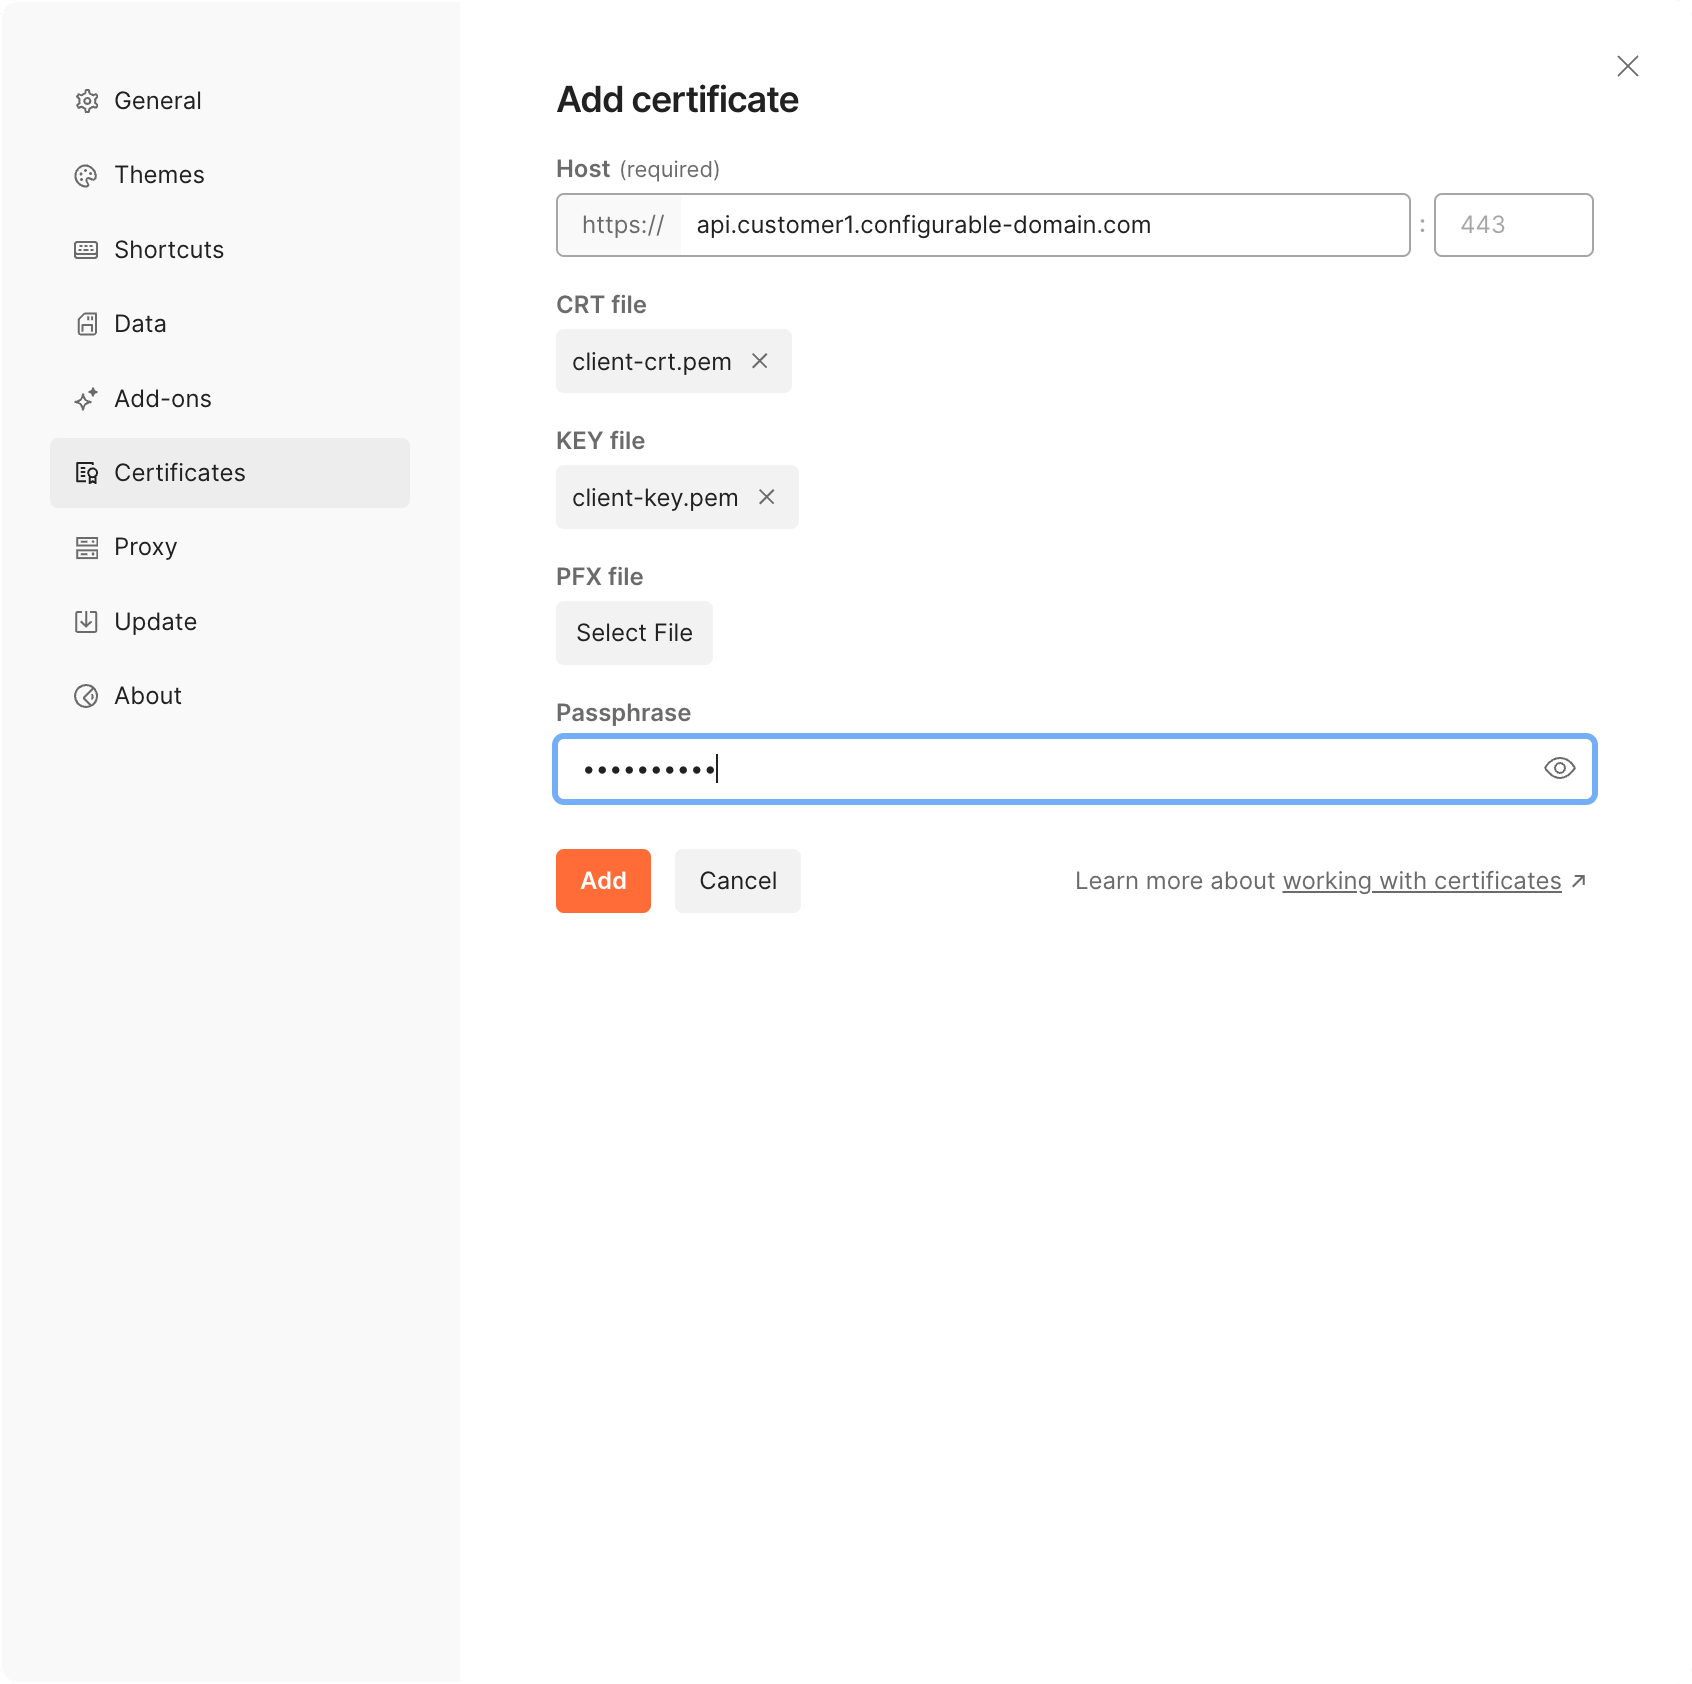 General
Themes
Shortcuts
Data
Add-ons
Certificates
Proxy
Update
About
Add certificate
Host (required)
https:// api.customer1.configurable-domain.com : 443
CRT file
client-crt.pem
KEY file
client-key.pem
PFX file
Select File
Passphrase
••••••••••
Add Cancel Learn more about working with certificates ↗